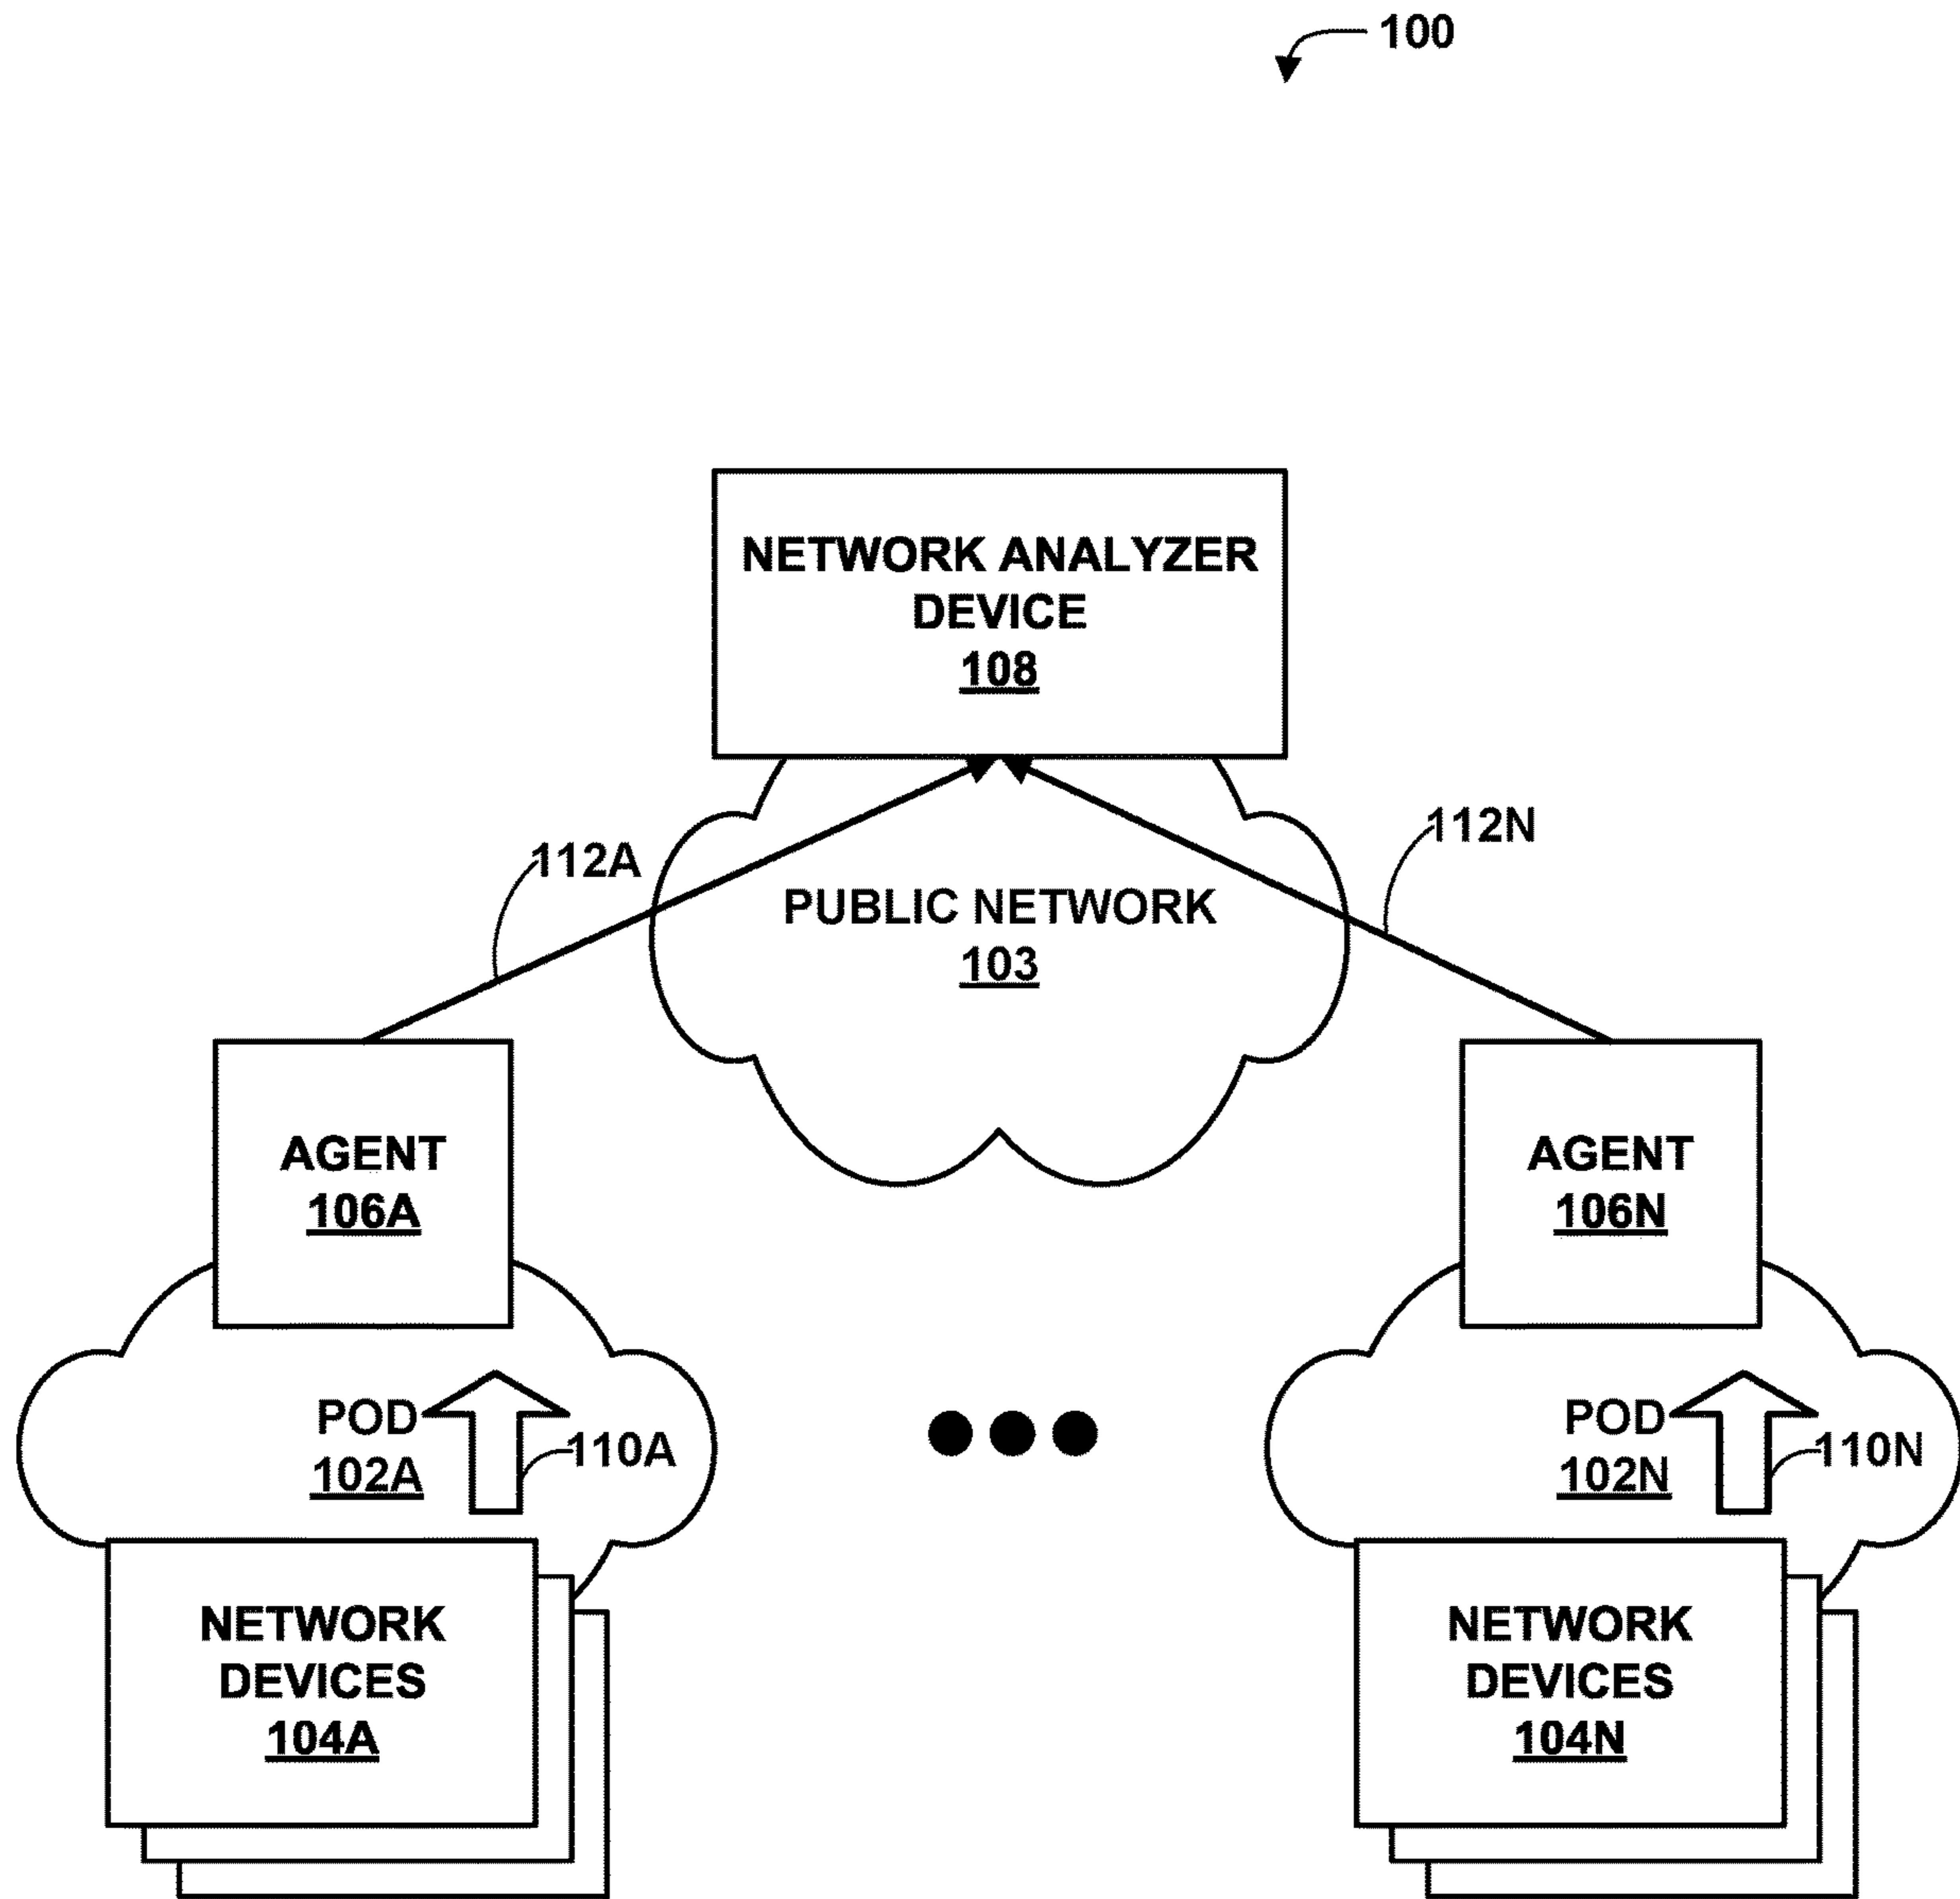 100
NETWORK ANALYZER
DEVICE
108
112A
112N
PUBLIC NETWORK
103
AGENT
106A
AGENT
106N
POD
102A
110A
POD
102N
110N
NETWORK
DEVICES
104A
NETWORK
DEVICES
104N